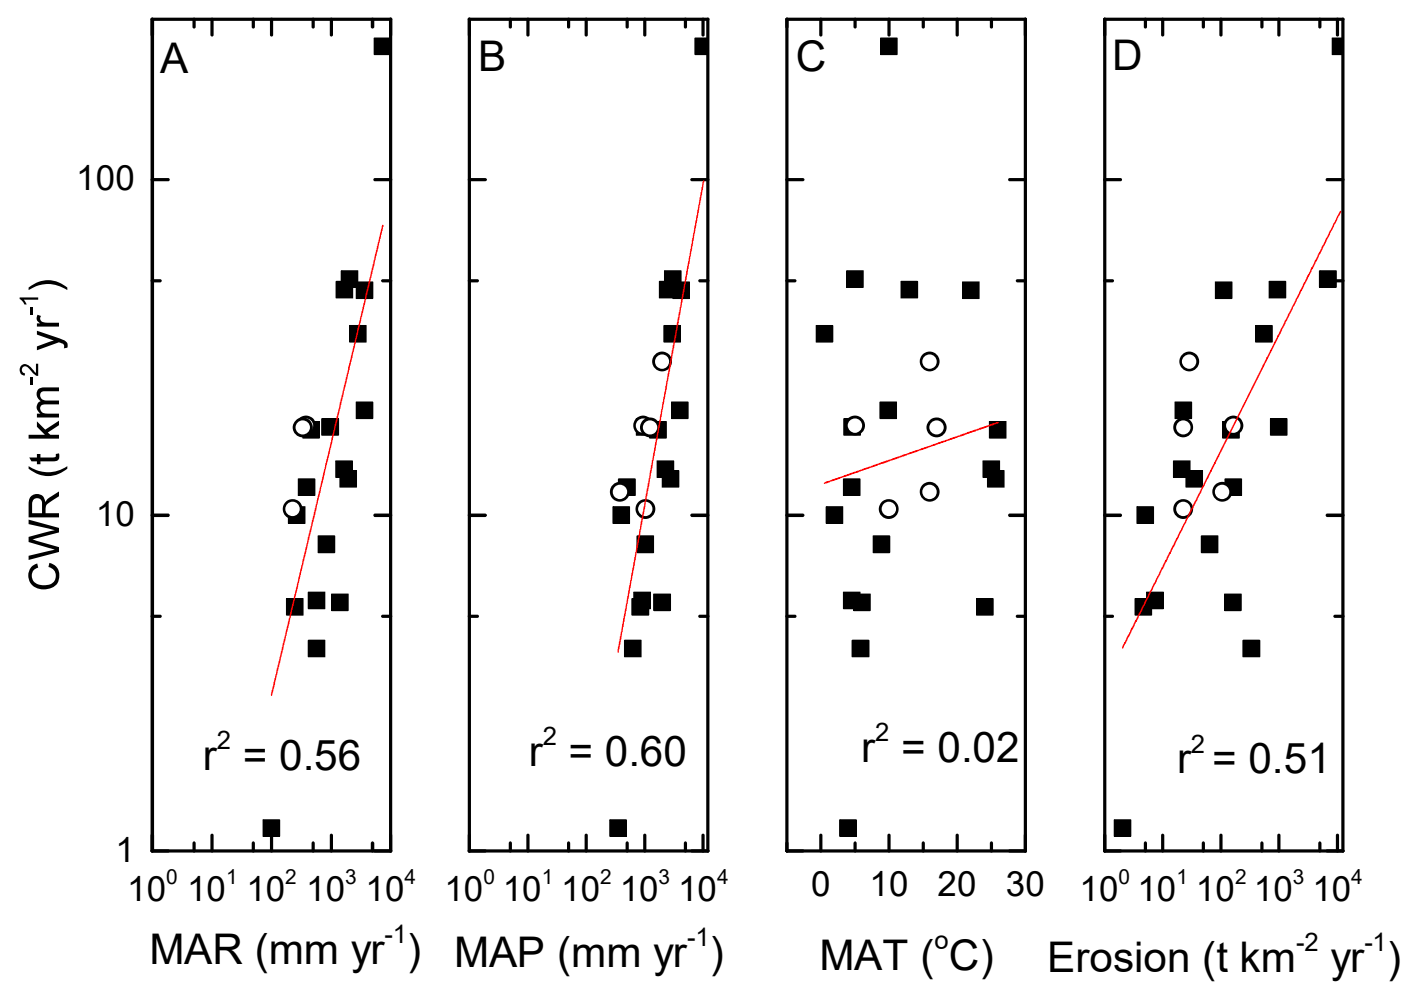 A
B
C
D
CWR (t km⁻² yr⁻¹)
100
10
1
r² = 0.56
r² = 0.60
r² = 0.02
r² = 0.51
10⁰ 10¹ 10² 10³ 10⁴
10⁰ 10¹ 10² 10³ 10⁴
0 10 20 30
10⁰ 10¹ 10² 10³ 10⁴
MAR (mm yr⁻¹)
MAP (mm yr⁻¹)
MAT (°C)
Erosion (t km⁻² yr⁻¹)